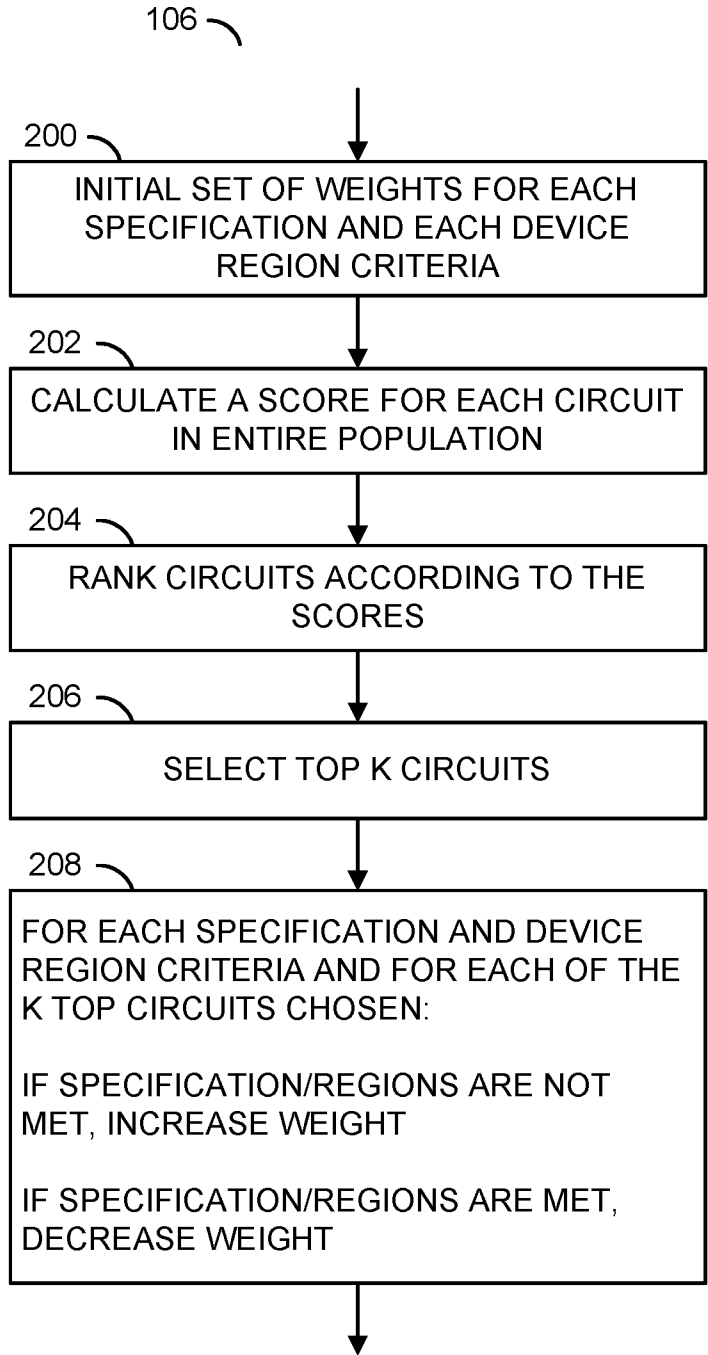 106
200
INITIAL SET OF WEIGHTS FOR EACH
SPECIFICATION AND EACH DEVICE
REGION CRITERIA
202
CALCULATE A SCORE FOR EACH CIRCUIT
IN ENTIRE POPULATION
204
RANK CIRCUITS ACCORDING TO THE
SCORES
206
SELECT TOP K CIRCUITS
208
FOR EACH SPECIFICATION AND DEVICE
REGION CRITERIA AND FOR EACH OF THE
K TOP CIRCUITS CHOSEN:
IF SPECIFICATION/REGIONS ARE NOT
MET, INCREASE WEIGHT
IF SPECIFICATION/REGIONS ARE MET,
DECREASE WEIGHT